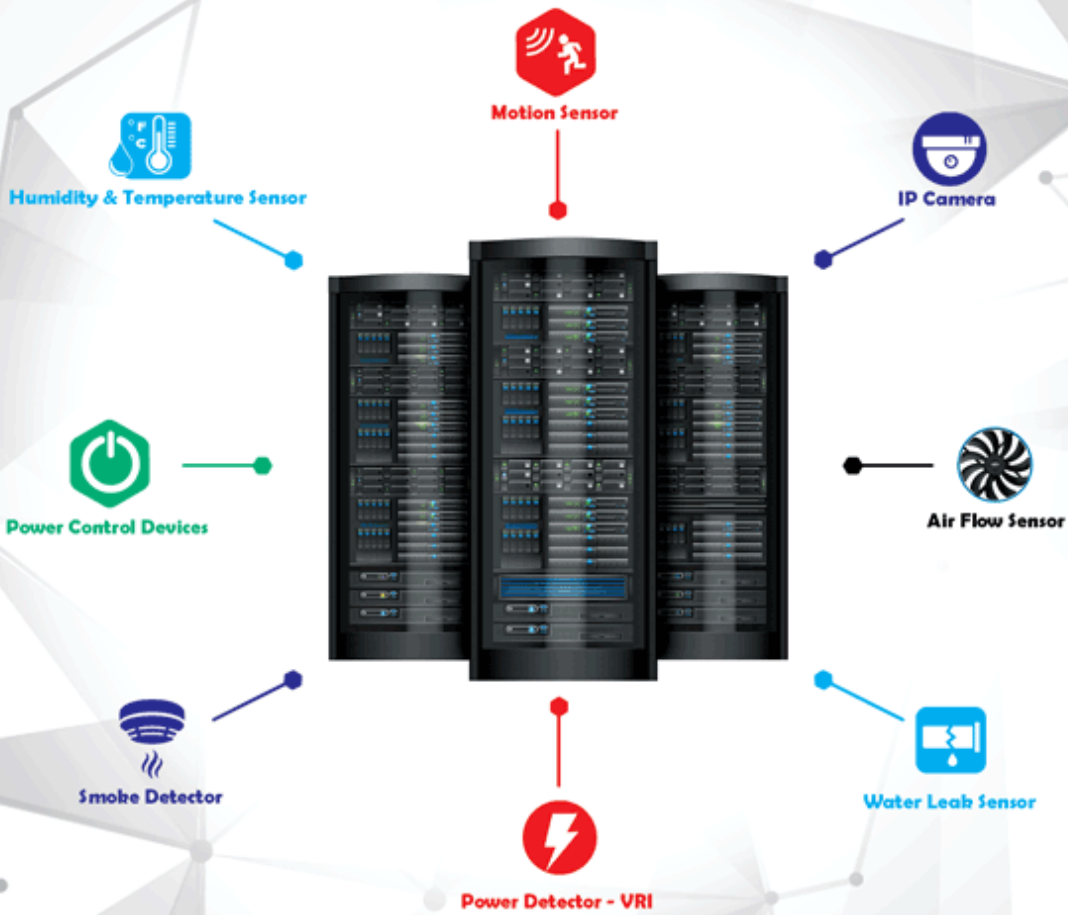 Motion Sensor
°F
°C
Humidity & Temperature Sensor
IP Camera
Power Control Devices
Air Flow Sensor
Smoke Detector
Water Leak Sensor
Power Detector - VRI